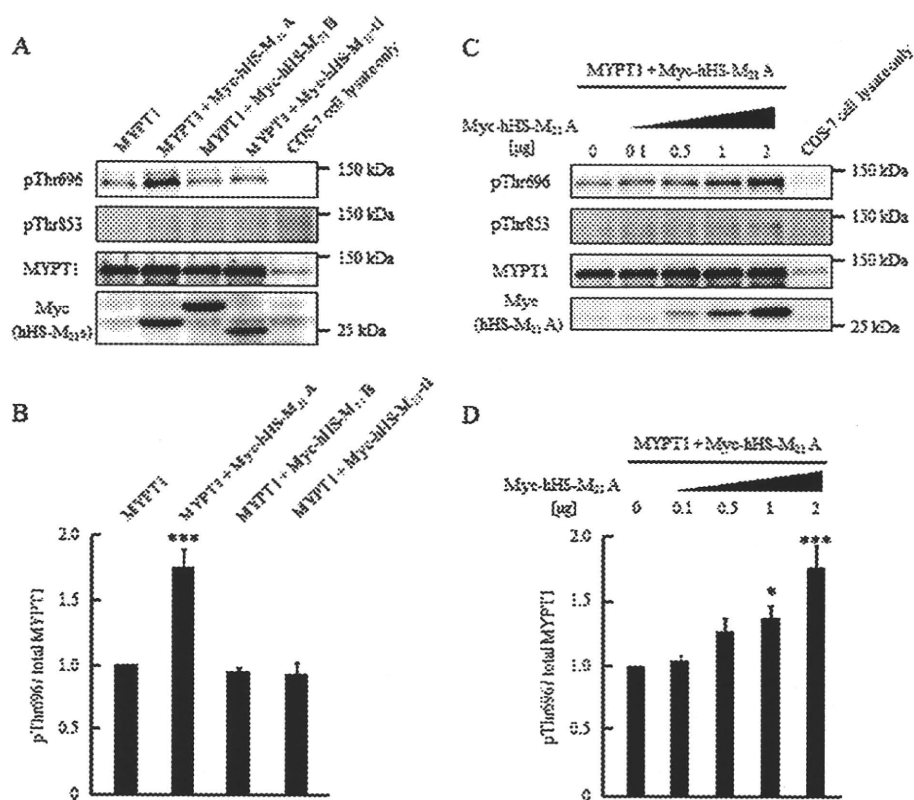 A
MYPT1
MYPT1 + Myc-hHS-M₂₁ A
MYPT1 + Myc-hHS-M₂₁ B
MYPT1 + Myc-hHS-M₂₁
COS-7 cell lysate only
pThr696
150 kDa
pThr853
150 kDa
MYPT1
150 kDa
Myc
(hHS-M₂₁s)
25 kDa
C
MYPT1 + Myc-hHS-M₂₁ A
COS-7 cell lysate only
Myc-hHS-M₂₁ A
[µg]
0 0.1 0.5 1 2
pThr696
150 kDa
pThr853
150 kDa
MYPT1
150 kDa
Myc
(hHS-M₂₁ A)
25 kDa
B
MYPT1
MYPT1 + Myc-hHS-M₂₁ A
MYPT1 + Myc-hHS-M₂₁ B
MYPT1 + Myc-hHS-M₂₁
pThr696/ total MYPT1
2.0
1.5
1.0
0.5
0
***
D
MYPT1 + Myc-hHS-M₂₁ A
Myc-hHS-M₂₁ A
[µg]
0 0.1 0.5 1 2
pThr696/ total MYPT1
2.0
1.5
1.0
0.5
0
*
***